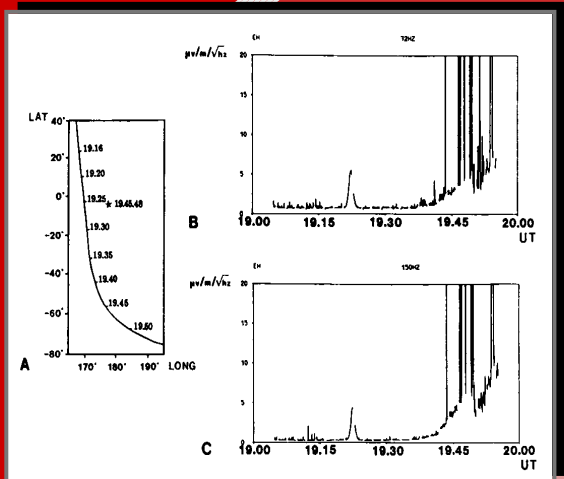 EH 72HZ
μv/m/√hz
20
15
10
5
0
19.00 19.15 19.30 19.45 20.00
UT
B
LAT 40°
20°
0°
-20°
-40°
-60°
-80°
19.16
19.20
19.25
★ 19.45.48
19.30
19.35
19.40
19.45
19.50
170° 180° 190° LONG
A
EH 150HZ
μv/m/√hz
20
15
10
5
0
19.00 19.15 19.30 19.45 20.00
UT
C